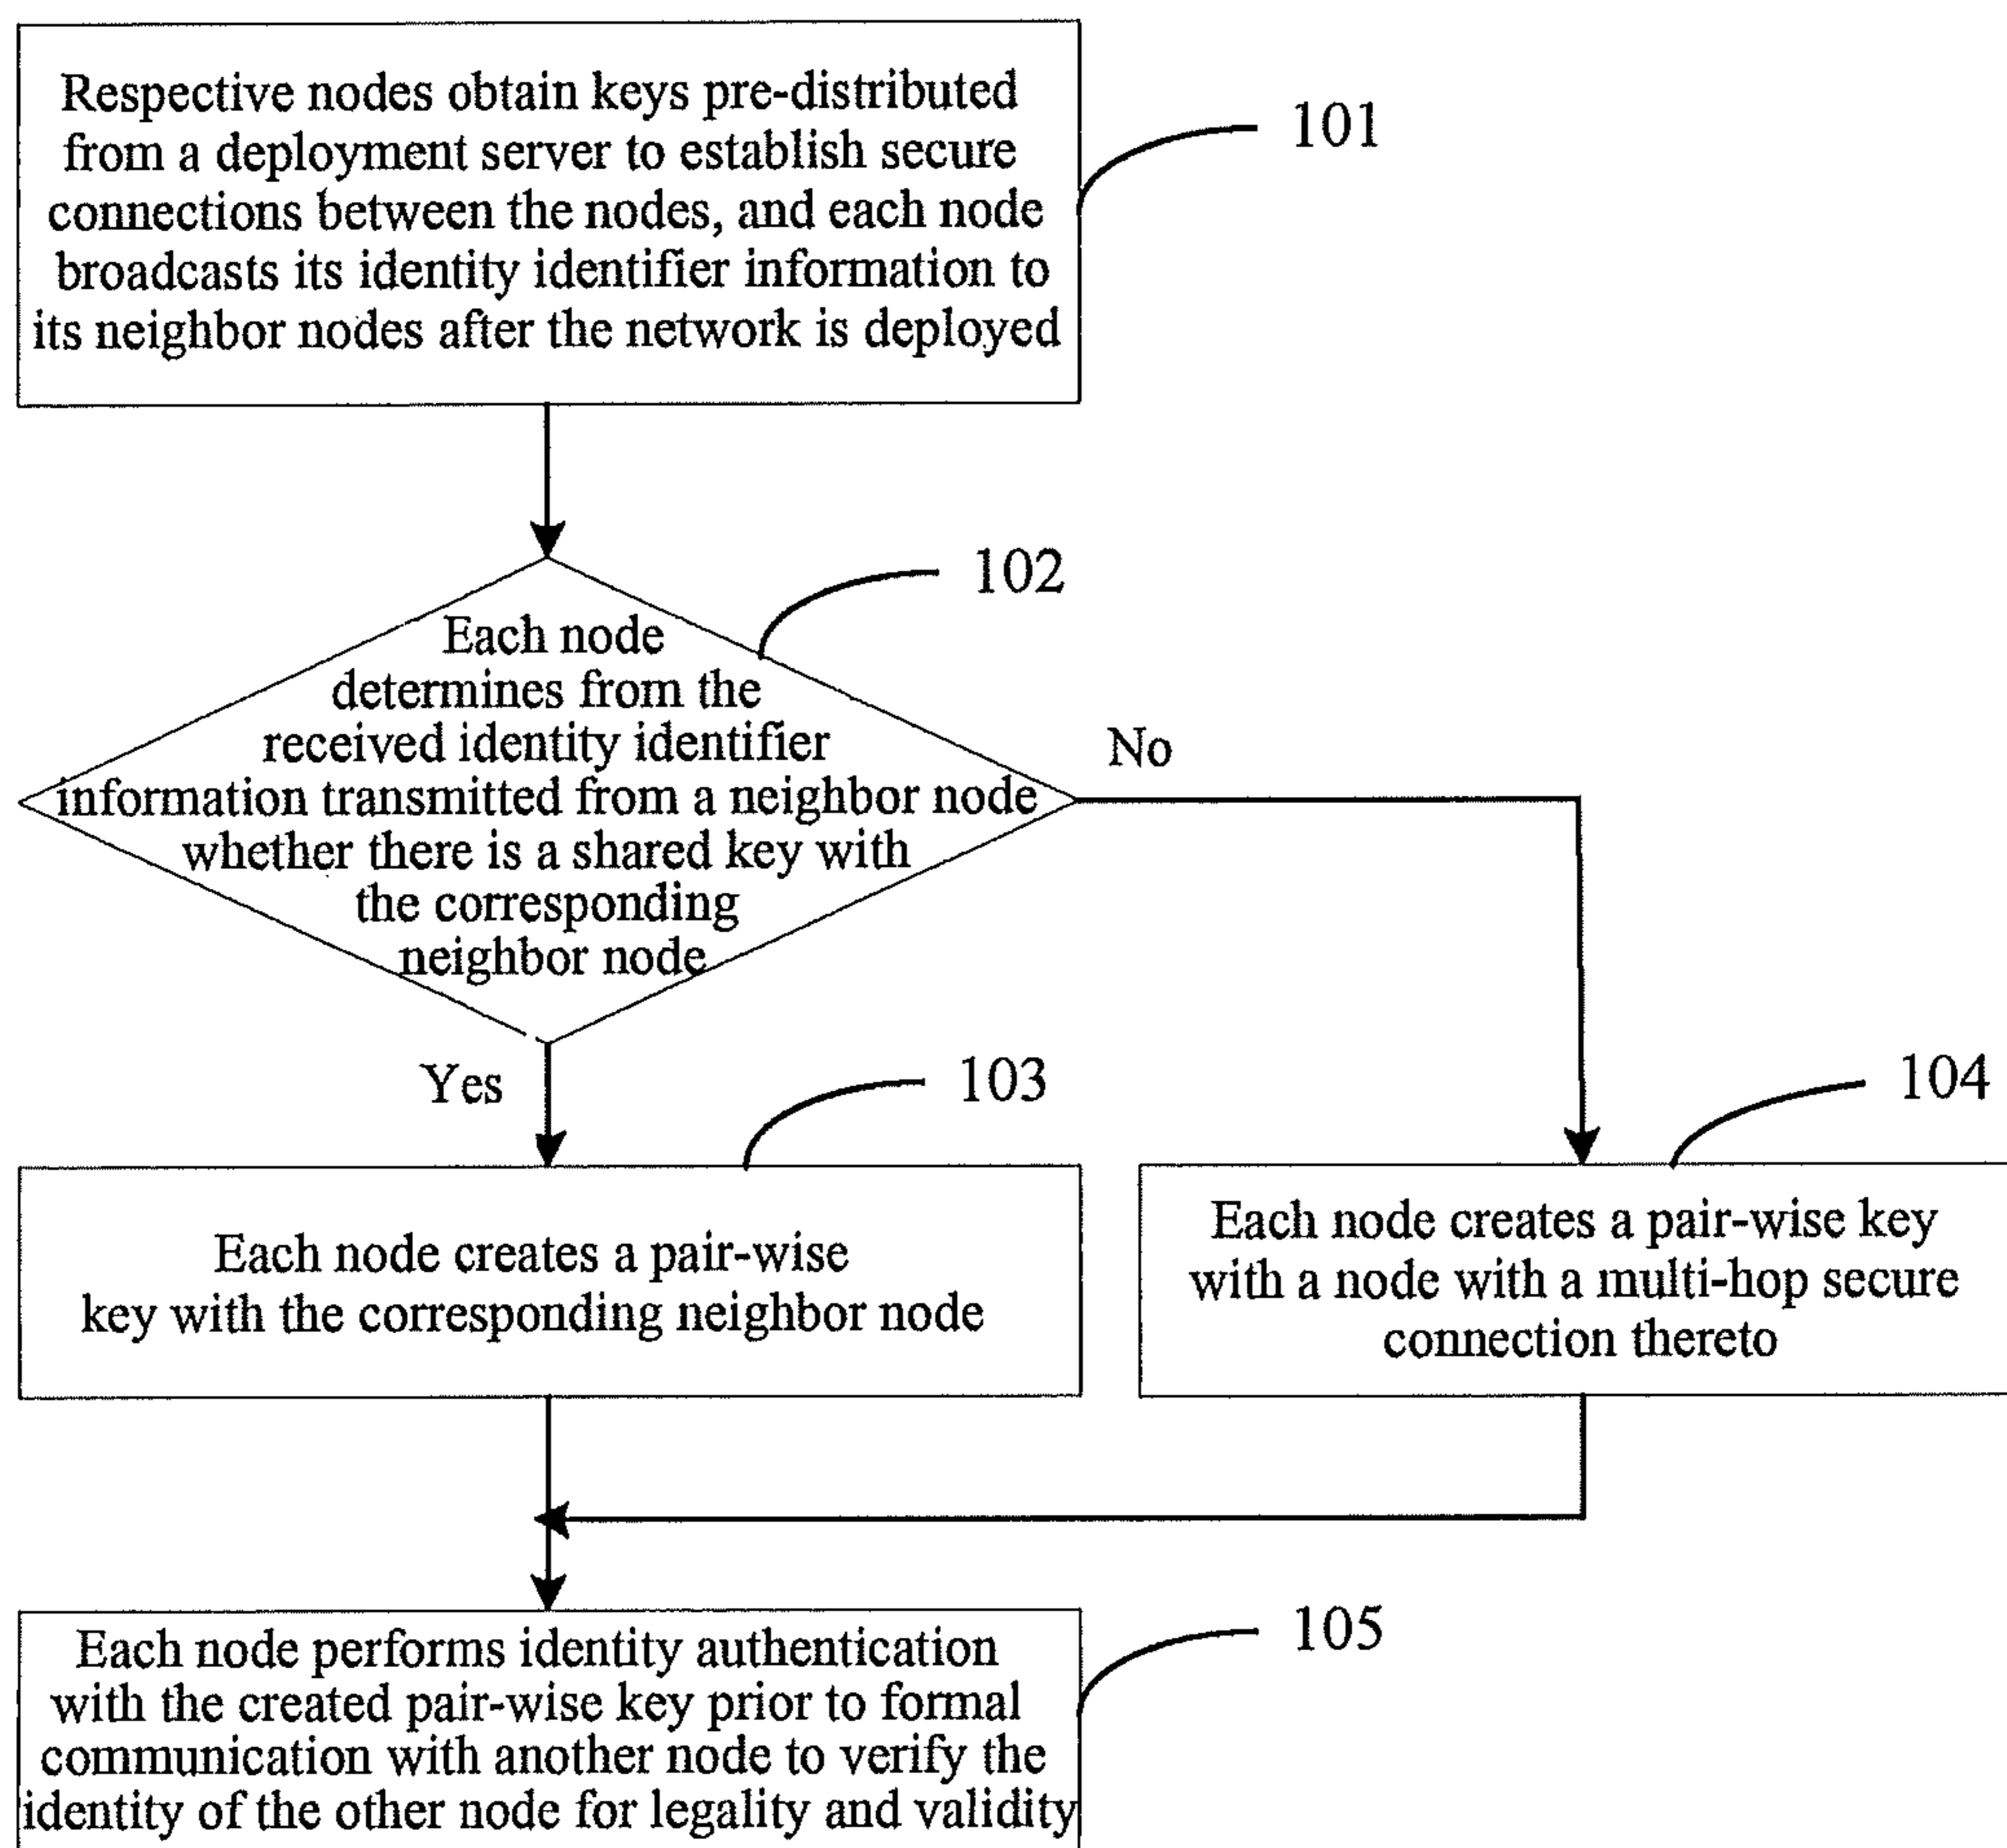 Respective nodes obtain keys pre-distributed
from a deployment server to establish secure
connections between the nodes, and each node
broadcasts its identity identifier information to
its neighbor nodes after the network is deployed
101
102
Each node
determines from the
received identity identifier
information transmitted from a neighbor node
whether there is a shared key with
the corresponding
neighbor node
No
Yes
103
104
Each node creates a pair-wise
key with the corresponding neighbor node
Each node creates a pair-wise key
with a node with a multi-hop secure
connection thereto
105
Each node performs identity authentication
with the created pair-wise key prior to formal
communication with another node to verify the
identity of the other node for legality and validity